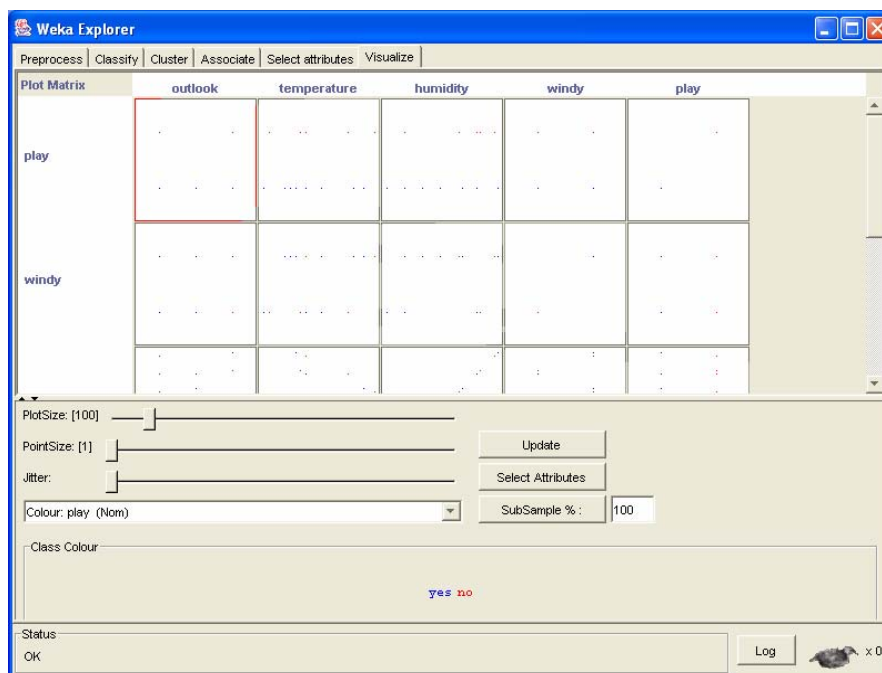 Weka Explorer
Preprocess Classify Cluster Associate Select attributes Visualize
Plot Matrix outlook temperature humidity windy play
play
windy
PlotSize: [100]
PointSize: [1] Update
Jitter: Select Attributes
Colour: play (Nom) SubSample % : 100
Class Colour
yes no
Status
OK Log x 0